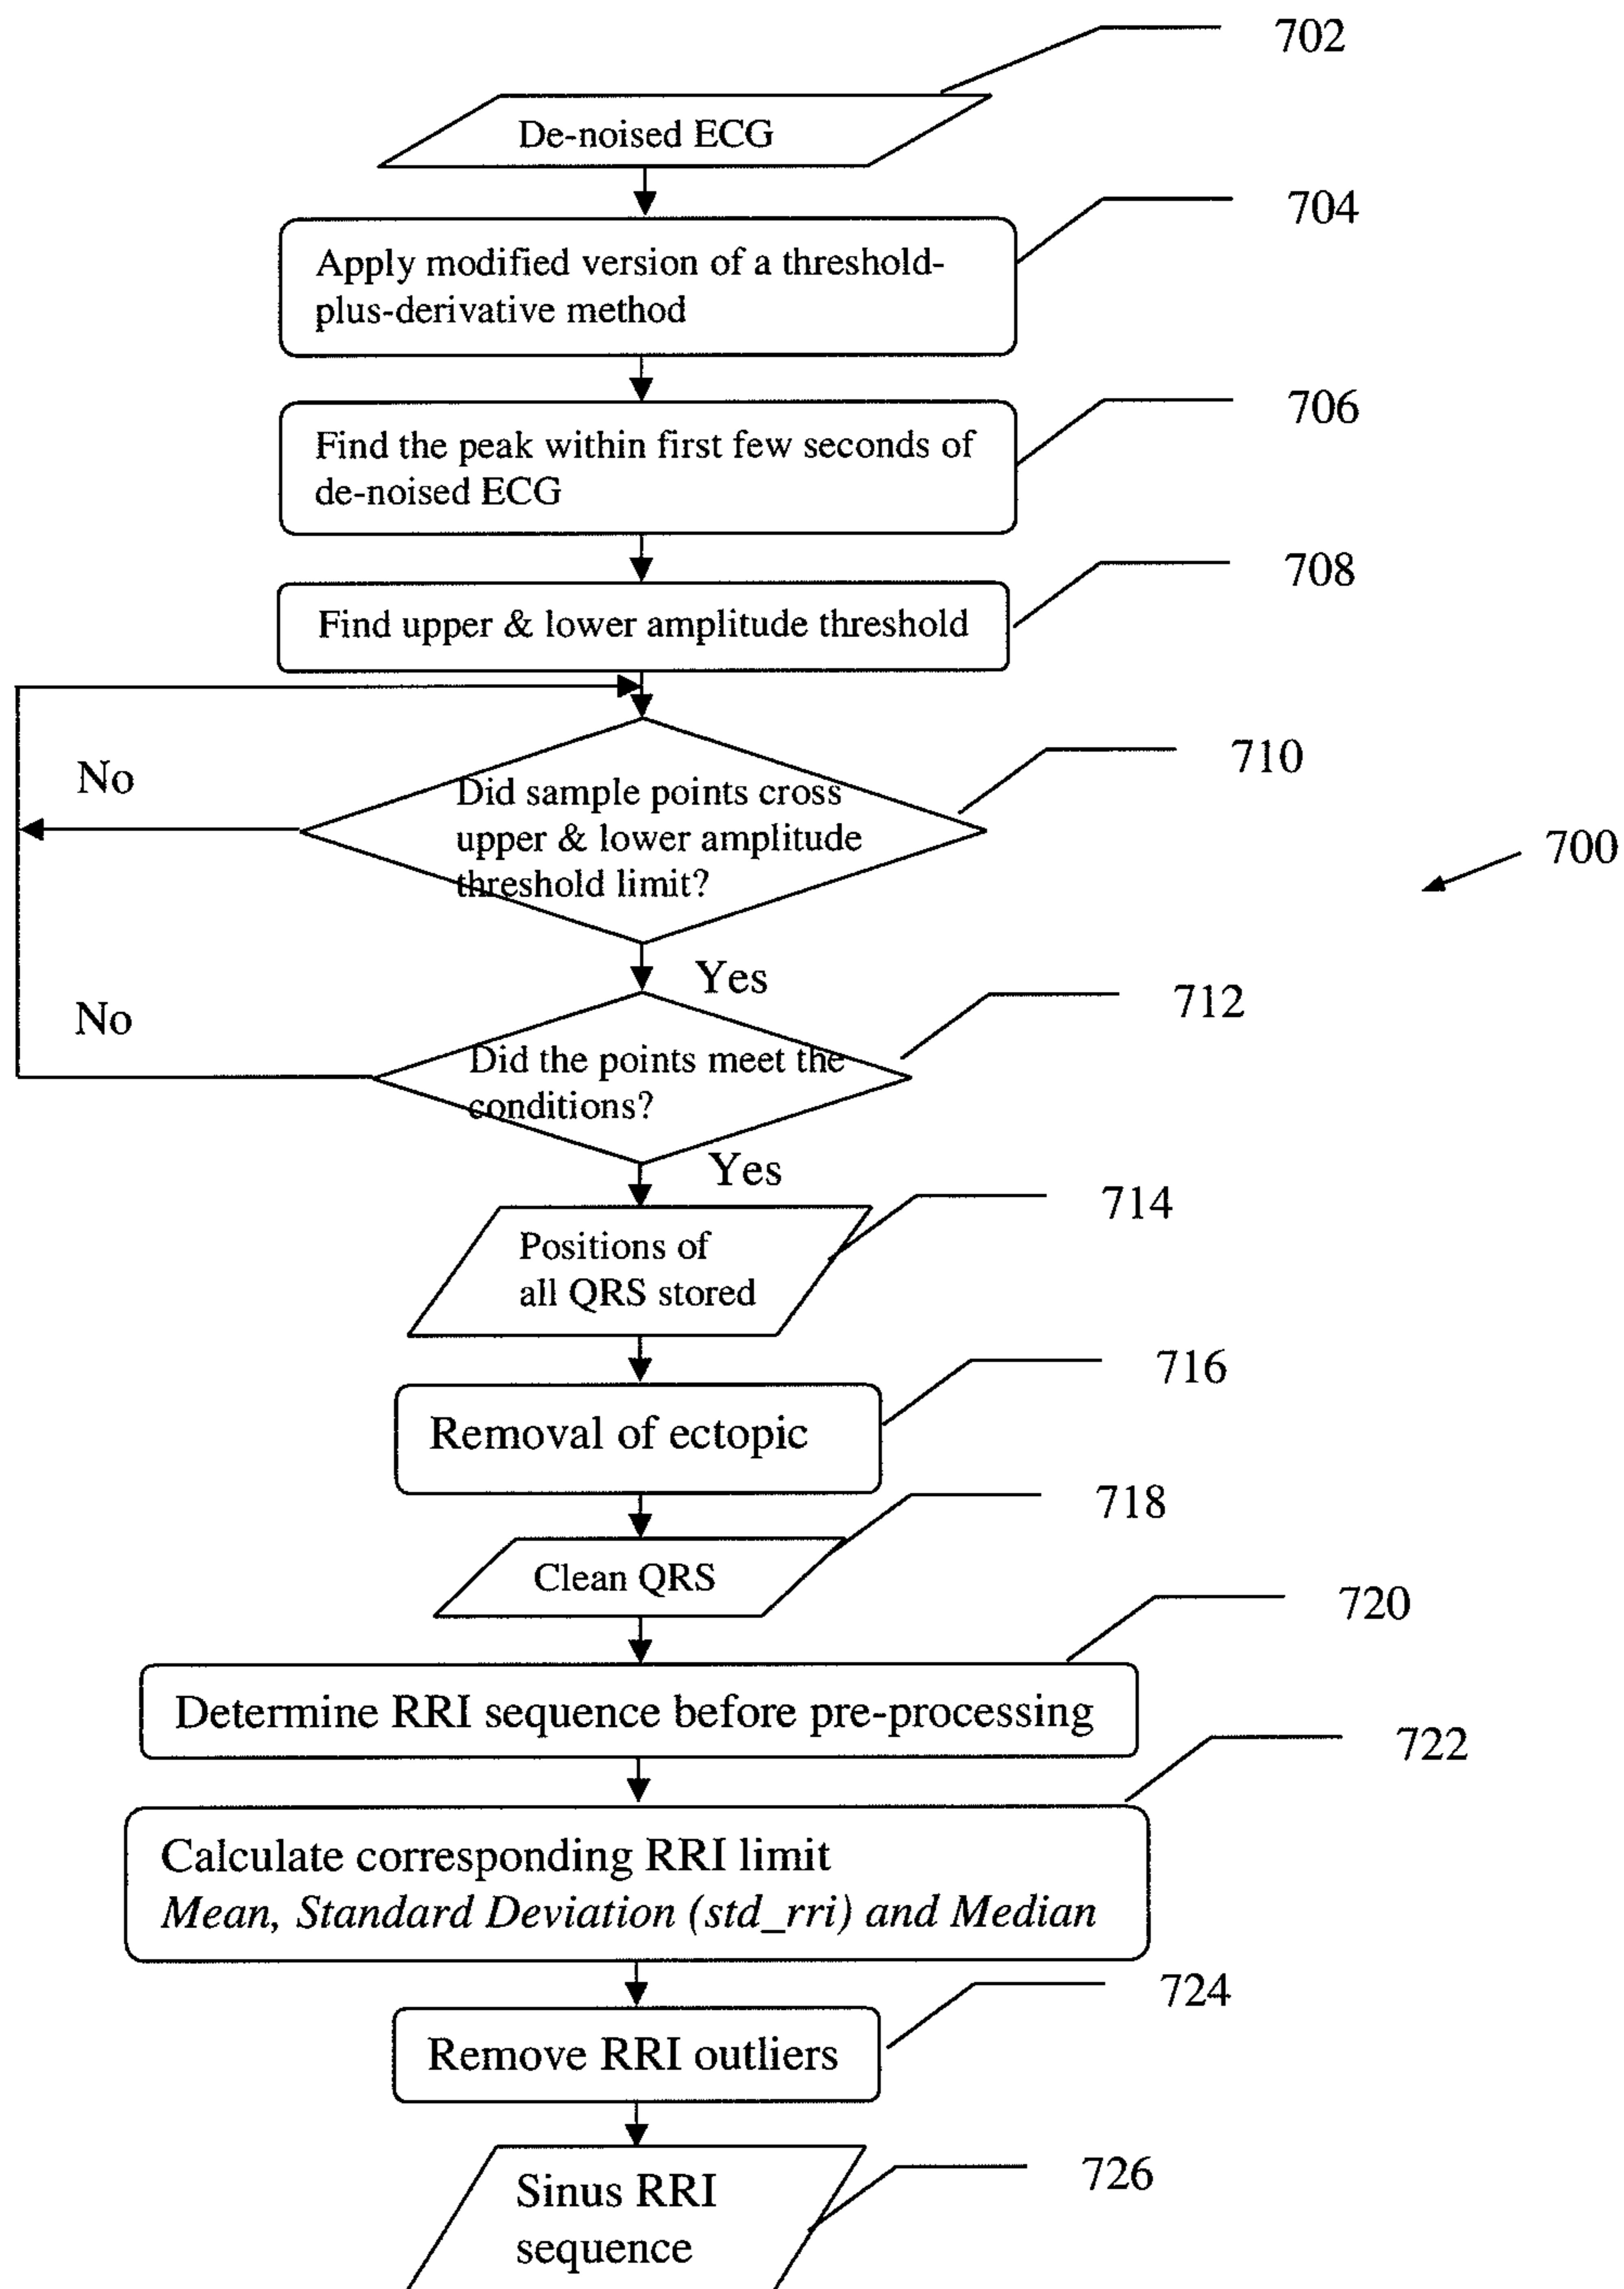 702
De-noised ECG
704
Apply modified version of a threshold-
plus-derivative method
706
Find the peak within first few seconds of
de-noised ECG
708
Find upper & lower amplitude threshold
710
No
Did sample points cross
upper & lower amplitude
threshold limit?
700
Yes
712
No
Did the points meet the
conditions?
Yes
714
Positions of
all QRS stored
716
Removal of ectopic
718
Clean QRS
720
Determine RRI sequence before pre-processing
722
Calculate corresponding RRI limit
Mean, Standard Deviation (std_rri) and Median
724
Remove RRI outliers
726
Sinus RRI
sequence